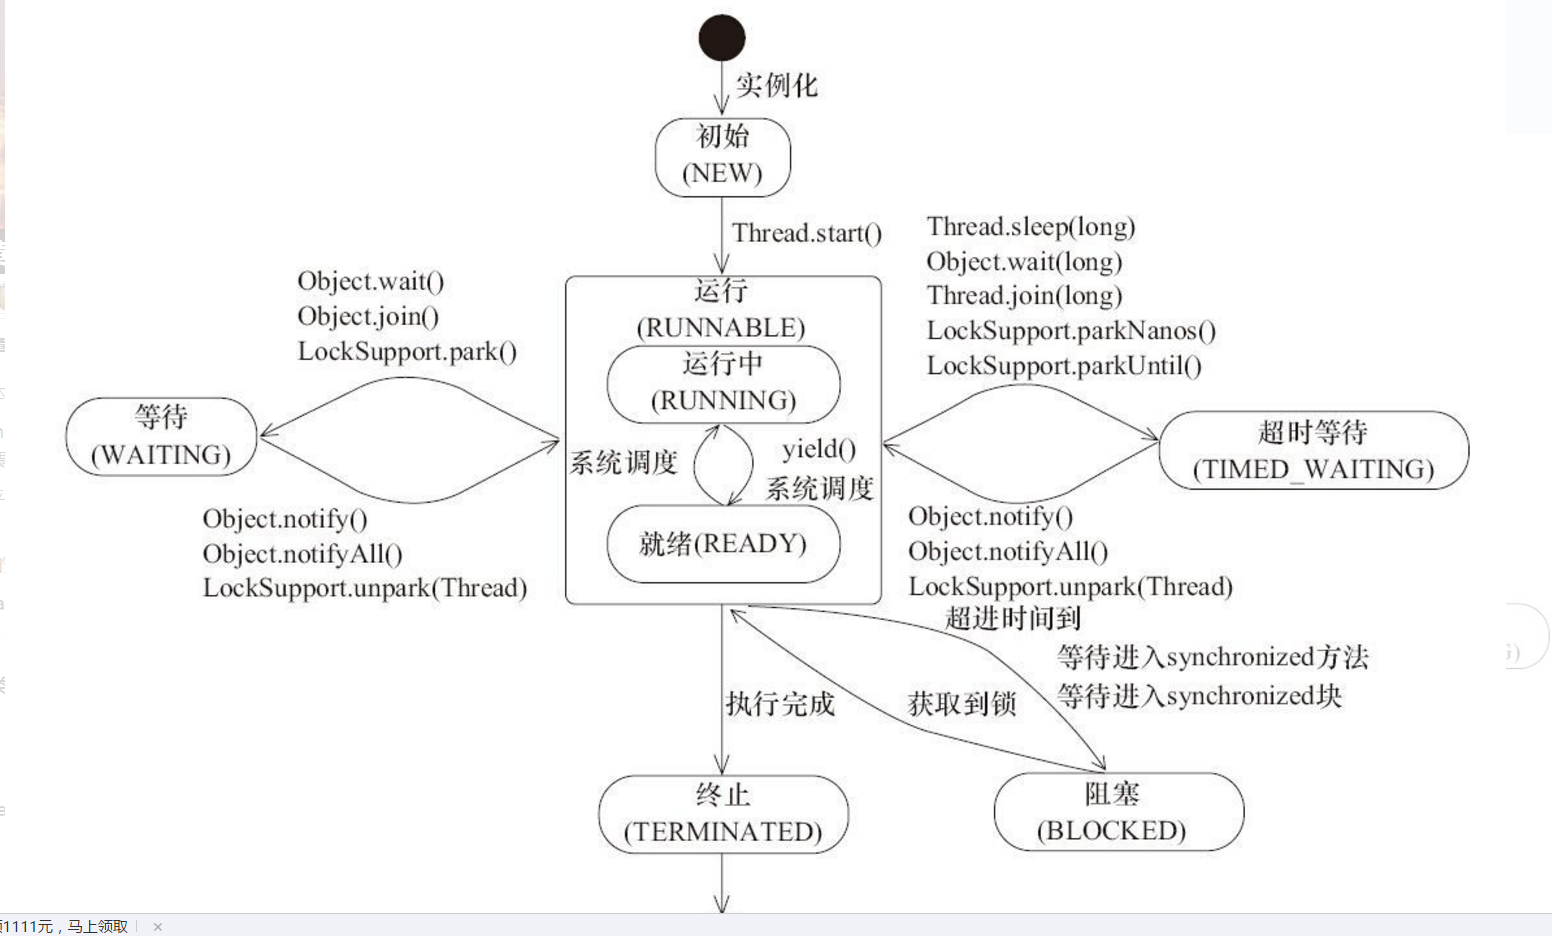 实例化
初始
(NEW)
Thread.start()
Thread.sleep(long)
Object.wait(long)
Thread.join(long)
LockSupport.parkNanos()
LockSupport.parkUntil()
Object.wait()
Object.join()
LockSupport.park()
运行
(RUNNABLE)
运行中
(RUNNING)
等待
(WAITING)
超时等待
(TIMED_WAITING)
系统调度
yield()
系统调度
就绪(READY)
Object.notify()
Object.notifyAll()
LockSupport.unpark(Thread)
Object.notify()
Object.notifyAll()
LockSupport.unpark(Thread)
超进时间到
等待进入synchronized方法
等待进入synchronized块
执行完成
获取到锁
终止
(TERMINATED)
阻塞
(BLOCKED)
1111元，马上领取